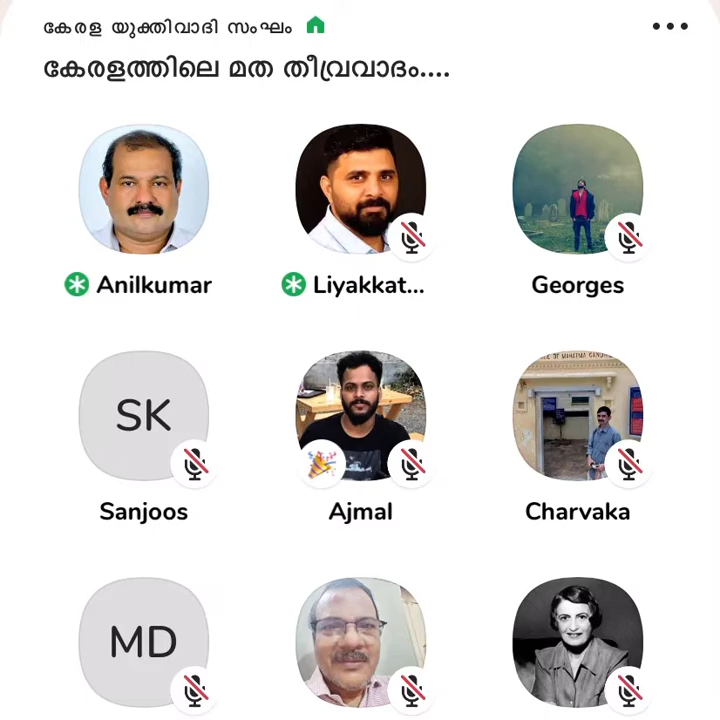 കേരള യുക്തിവാദി സംഘം
കേരളത്തിലെ മത തീവ്രവാദം....
Anilkumar
Liyakkat...
Georges
SK
Sanjoos
Ajmal
Charvaka
MD